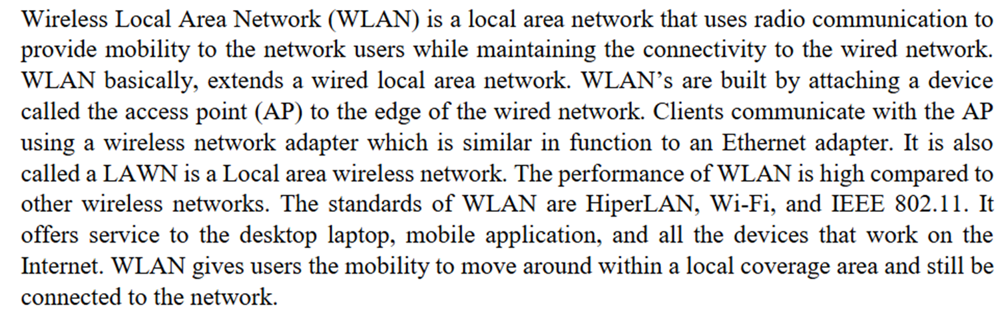 Wireless Local Area Network (WLAN) is a local area network that uses radio communication to
provide mobility to the network users while maintaining the connectivity to the wired network.
WLAN basically, extends a wired local area network. WLAN’s are built by attaching a device
called the access point (AP) to the edge of the wired network. Clients communicate with the AP
using a wireless network adapter which is similar in function to an Ethernet adapter. It is also
called a LAWN is a Local area wireless network. The performance of WLAN is high compared to
other wireless networks. The standards of WLAN are HiperLAN, Wi-Fi, and IEEE 802.11. It
offers service to the desktop laptop, mobile application, and all the devices that work on the
Internet. WLAN gives users the mobility to move around within a local coverage area and still be
connected to the network.